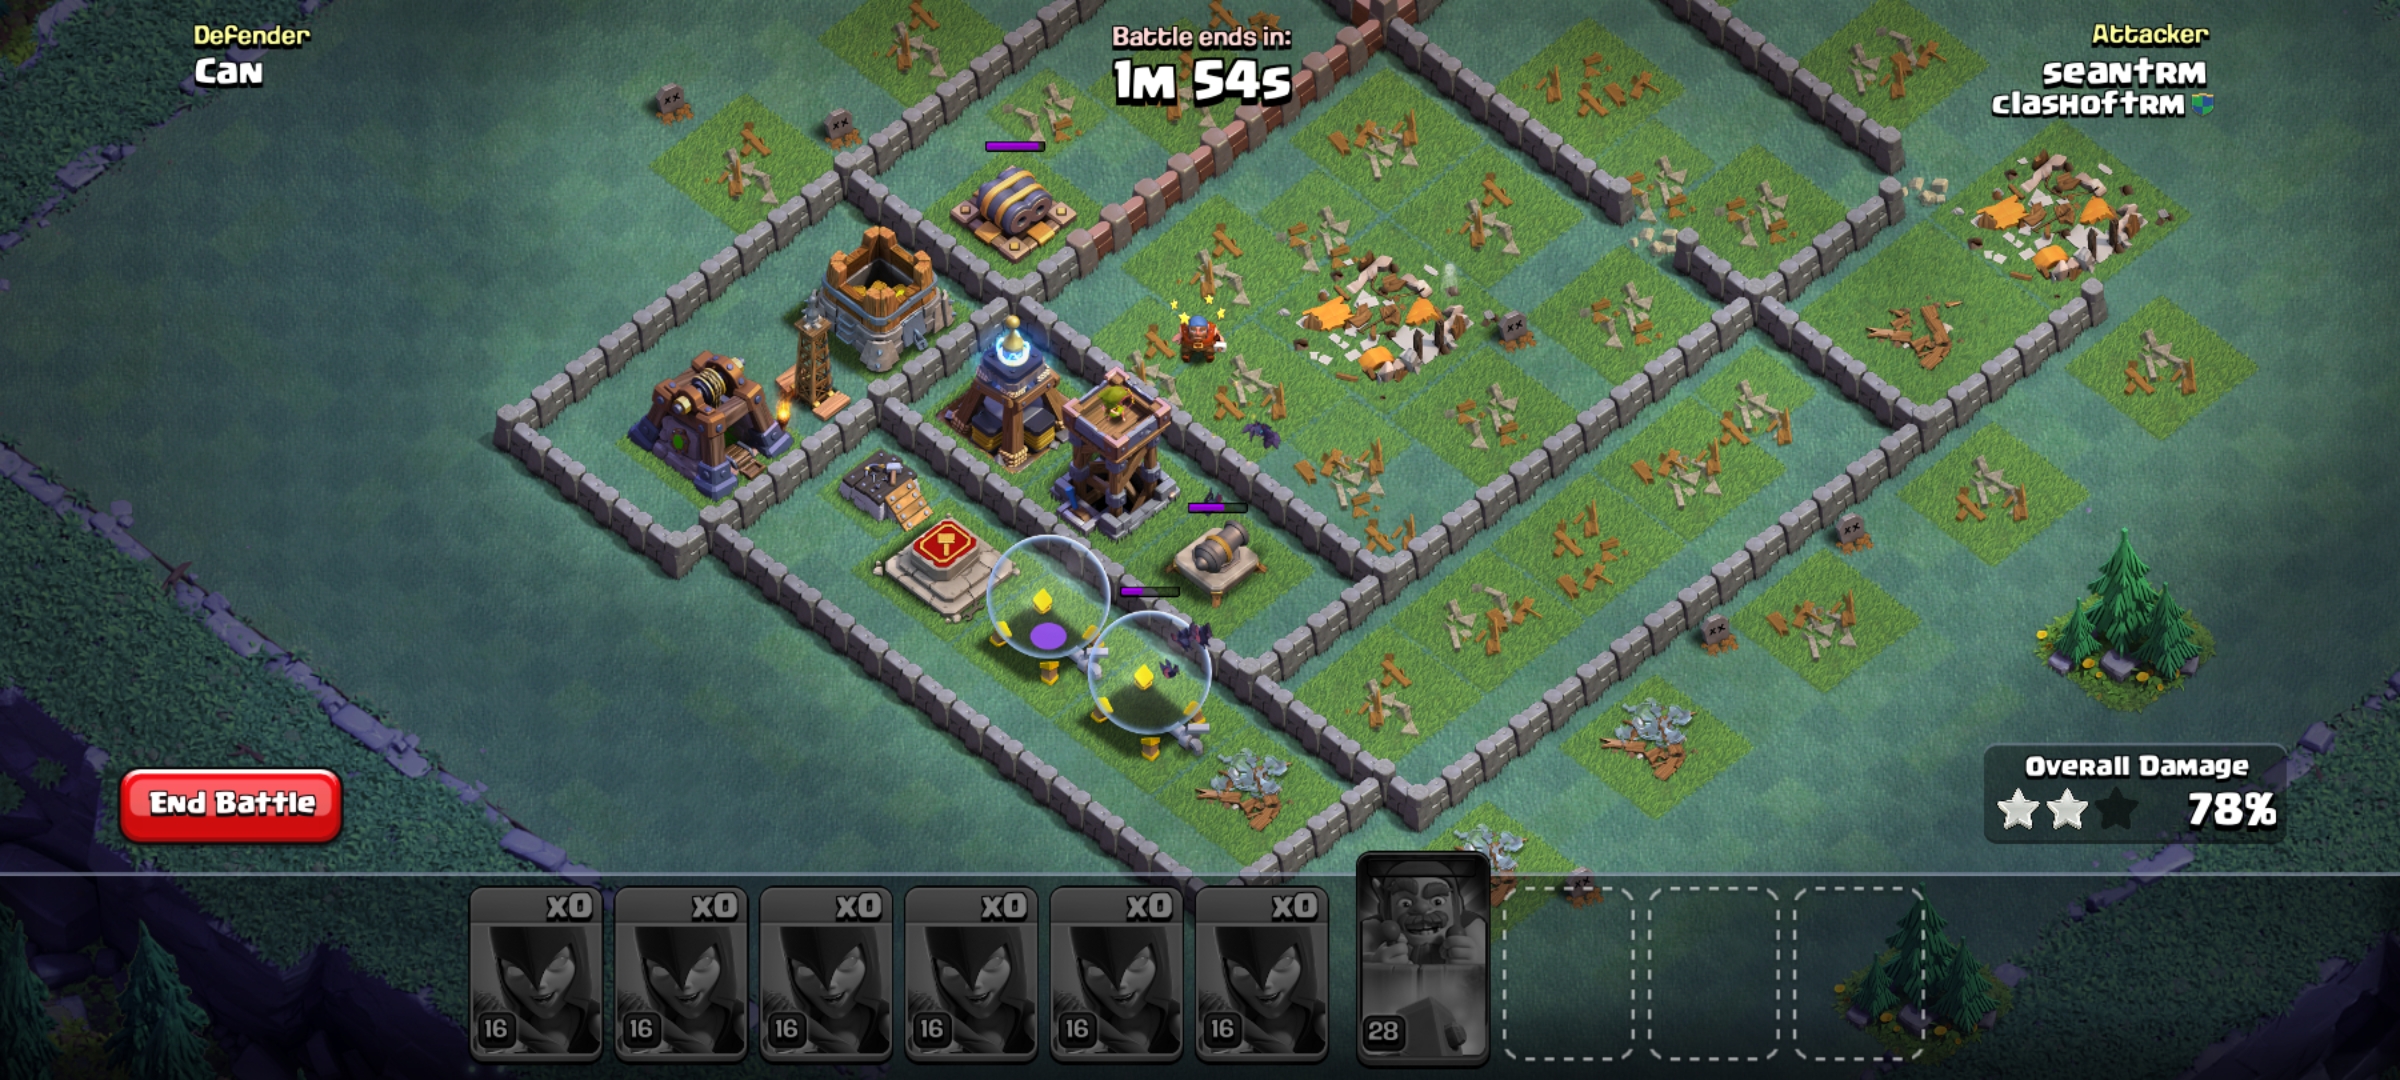 Defender
Can
Battle ends in:
1M 54s
Attacker
seantRM
clashoftRM
End Battle
Overall Damage
78%
x0
x0
x0
x0
x0
x0
16
16
16
16
16
16
28